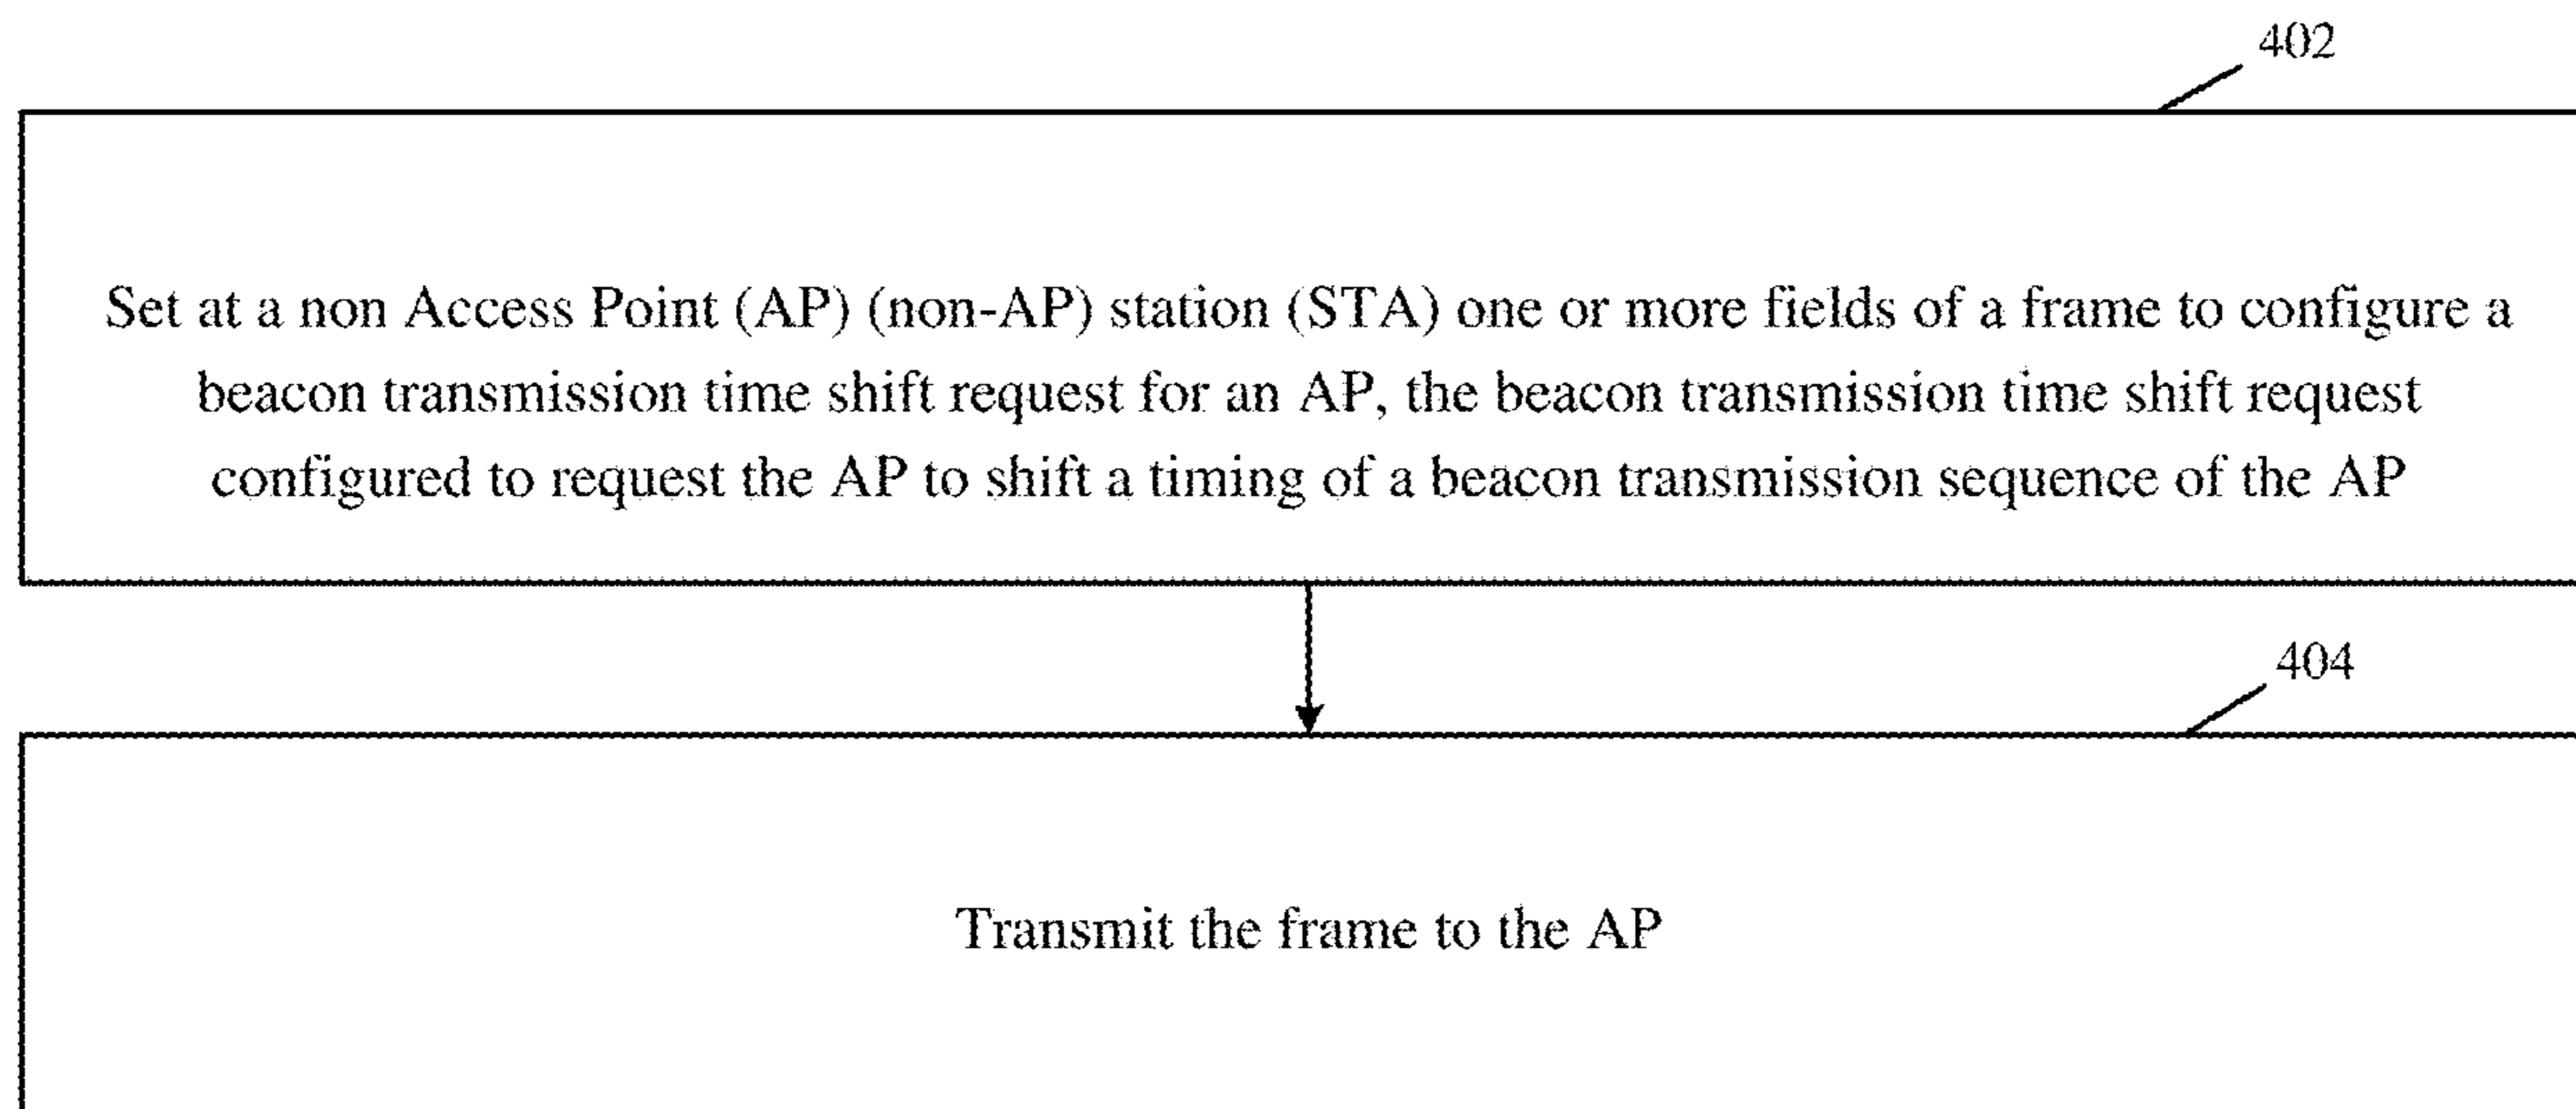 402
Set at a non Access Point (AP) (non-AP) station (STA) one or more fields of a frame to configure a
beacon transmission time shift request for an AP, the beacon transmission time shift request
configured to request the AP to shift a timing of a beacon transmission sequence of the AP
404
Transmit the frame to the AP